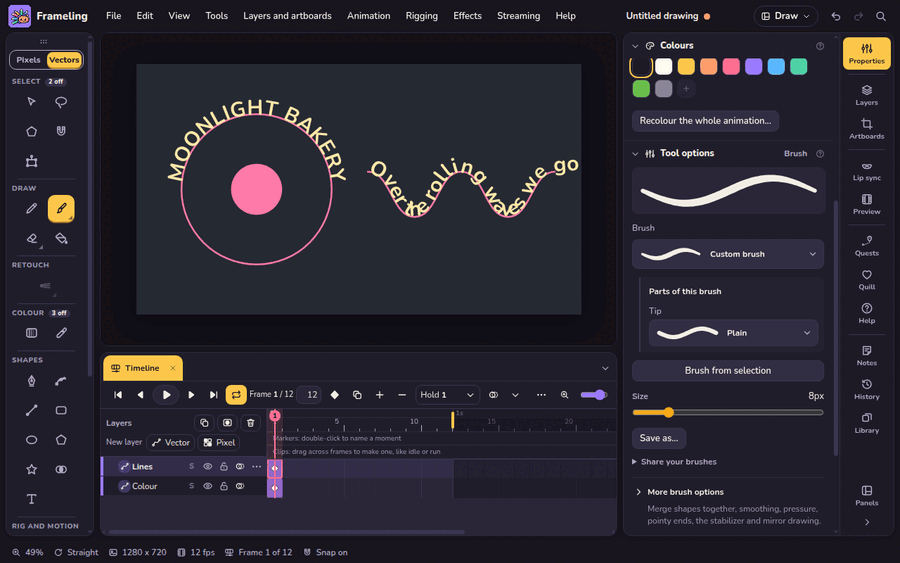 Frameling
File Edit View Tools Layers and artboards Animation Rigging Effects Streaming Help
Untitled drawing
Draw
Pixels Vectors
SELECT 2 off
DRAW
RETOUCH
COLOUR 3 off
SHAPES
T
RIG AND MOTION
MOONLIGHT BAKERY
Over the rolling waves we go
Timeline
Frame 1 / 12
12
Hold 1
Layers
New layer Vector Pixel
1
5
10
1s
15
20
Markers: double-click to name a moment
Clips: drag across frames to make one, like idle or run
Lines S
Colour S
Colours
Recolour the whole animation...
Tool options Brush
Brush
Custom brush
Parts of this brush
Tip
Plain
Brush from selection
Size 8px
Save as...
Share your brushes
More brush options
Merge shapes together, smoothing, pressure,
pointy ends, the stabilizer and mirror drawing.
Properties
Layers
Artboards
Lip sync
Preview
Quests
Quill
Help
Notes
History
Library
Panels
49% Straight 1280 x 720 12 fps Frame 1 of 12 Snap on